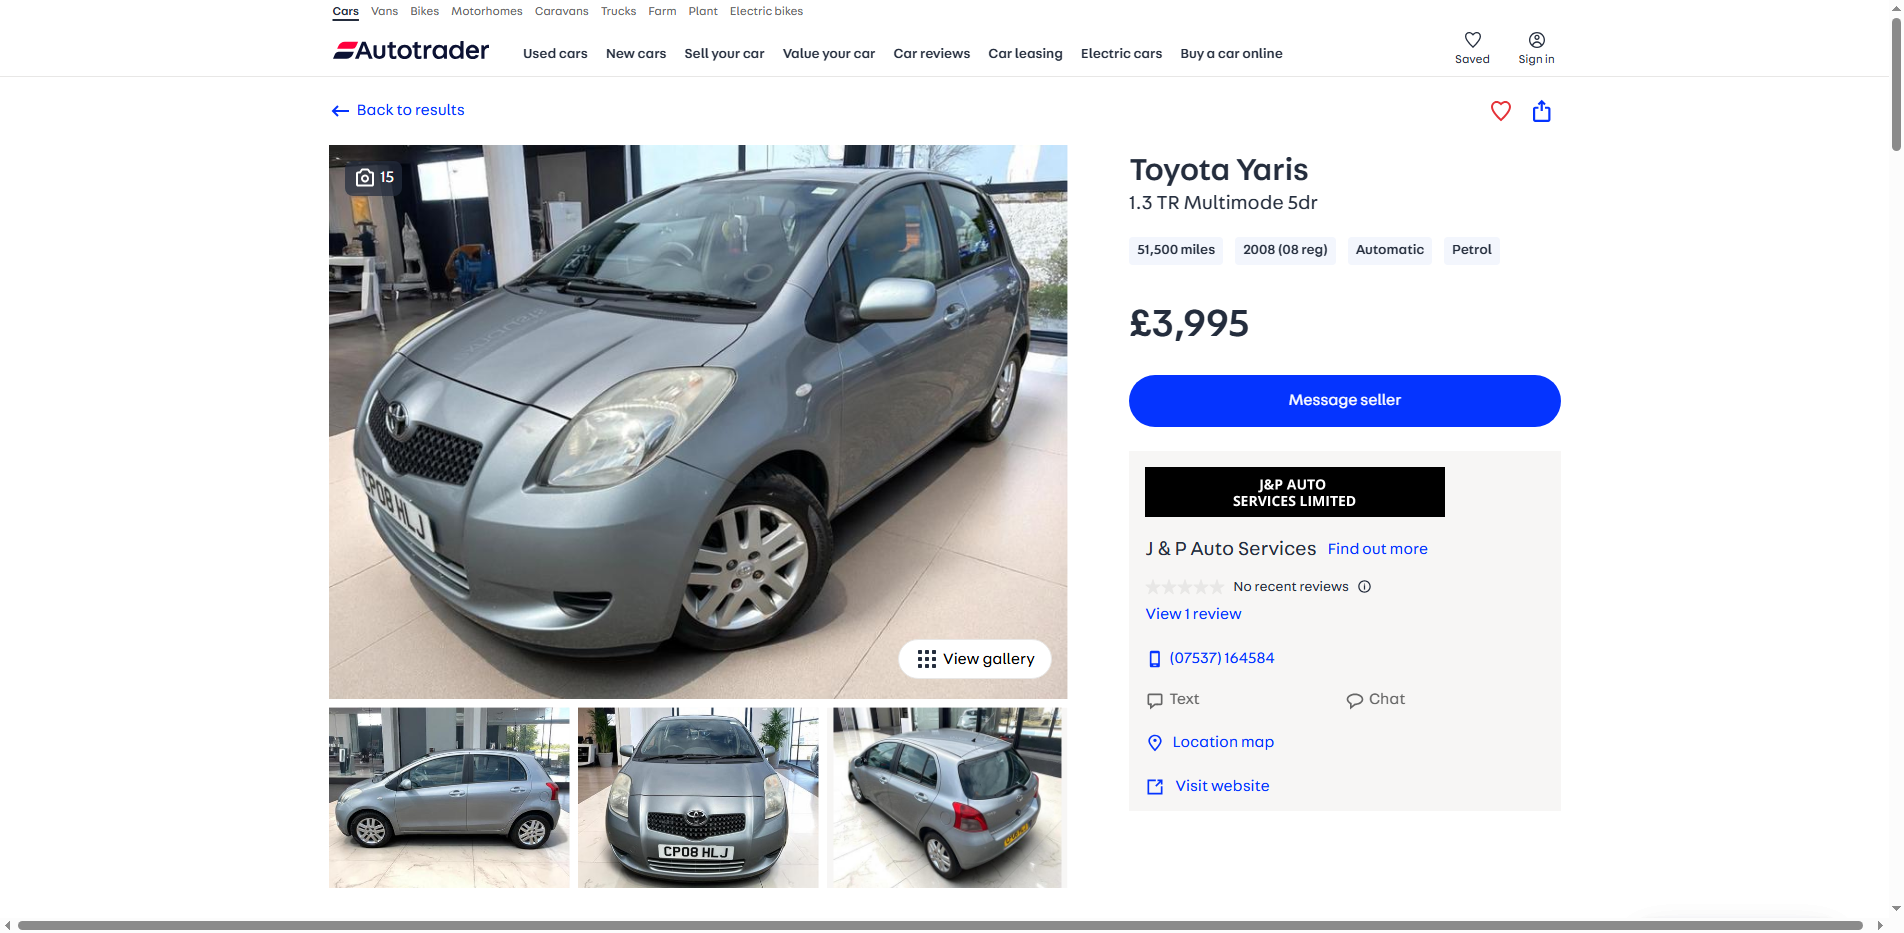 Cars Vans Bikes Motorhomes Caravans Trucks Farm Plant Electric bikes
Autotrader
Used cars New cars Sell your car Value your car Car reviews Car leasing Electric cars Buy a car online
Saved
Sign in
Back to results
15
CP08 HLJ
View gallery
CP08 HLJ
Toyota Yaris
1.3 TR Multimode 5dr
51,500 miles
2008 (08 reg)
Automatic
Petrol
£3,995
Message seller
J&P AUTO
SERVICES LIMITED
J & P Auto Services Find out more
No recent reviews
View 1 review
(07537) 164584
Text
Chat
Location map
Visit website